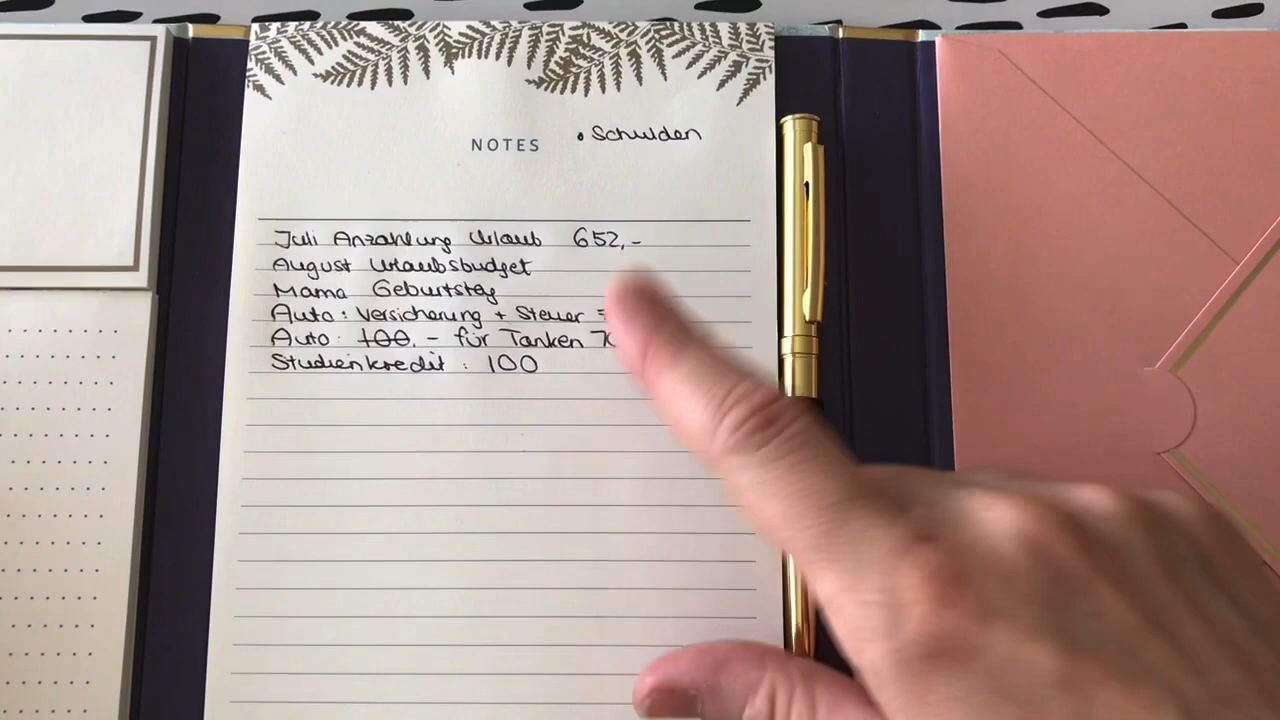 NOTES • Schulden
Juli Anzahlung Urlaub 652,-
August Urlaubsbudget
Mama Geburtstag
Auto: Versicherung + Steuer =
Auto: 100,- für Tanken
Studienkredit: 100